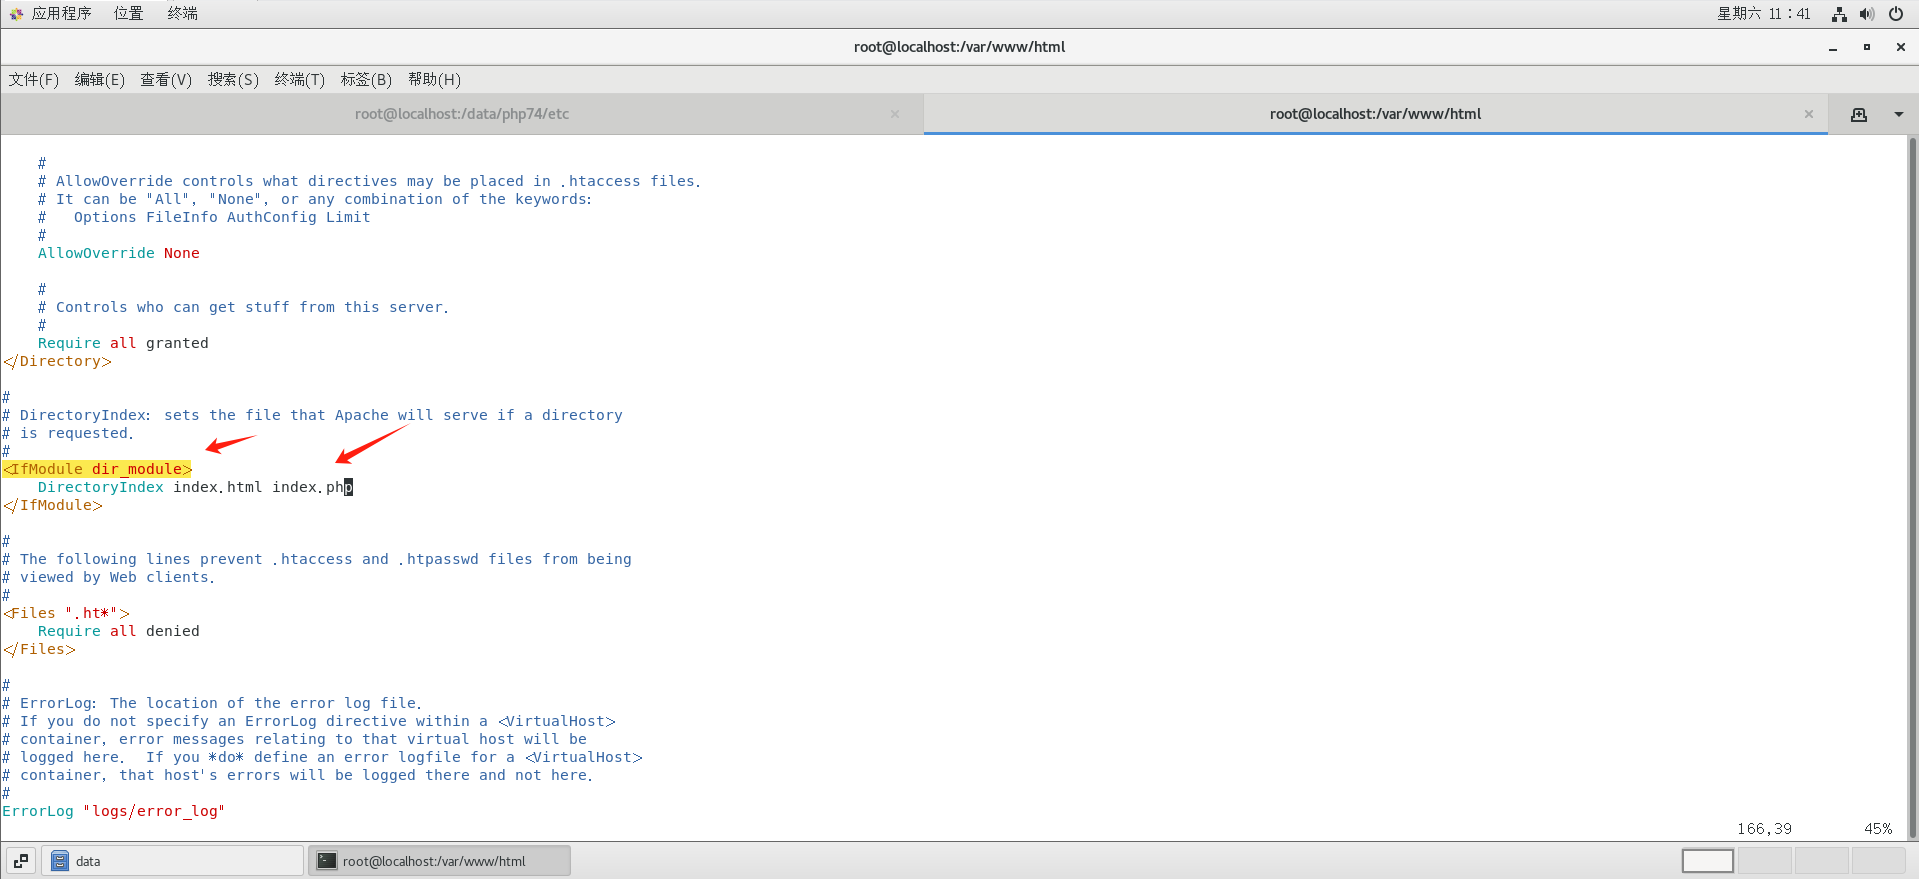 应用程序 位置 终端 星期六 11：41
root@localhost:/var/www/html
文件(F) 编辑(E) 查看(V) 搜索(S) 终端(T) 标签(B) 帮助(H)
root@localhost:/data/php74/etc × root@localhost:/var/www/html ×
    #
    # AllowOverride controls what directives may be placed in .htaccess files.
    # It can be "All", "None", or any combination of the keywords:
    #   Options FileInfo AuthConfig Limit
    #
    AllowOverride None
    #
    # Controls who can get stuff from this server.
    #
    Require all granted
</Directory>
#
# DirectoryIndex: sets the file that Apache will serve if a directory
# is requested.
#
<IfModule dir_module>
    DirectoryIndex index.html index.php
</IfModule>
#
# The following lines prevent .htaccess and .htpasswd files from being
# viewed by Web clients.
#
<Files ".ht*">
    Require all denied
</Files>
#
# ErrorLog: The location of the error log file.
# If you do not specify an ErrorLog directive within a <VirtualHost>
# container, error messages relating to that virtual host will be
# logged here.  If you *do* define an error logfile for a <VirtualHost>
# container, that host's errors will be logged there and not here.
#
ErrorLog "logs/error_log"
166,39 45%
data root@localhost:/var/www/html